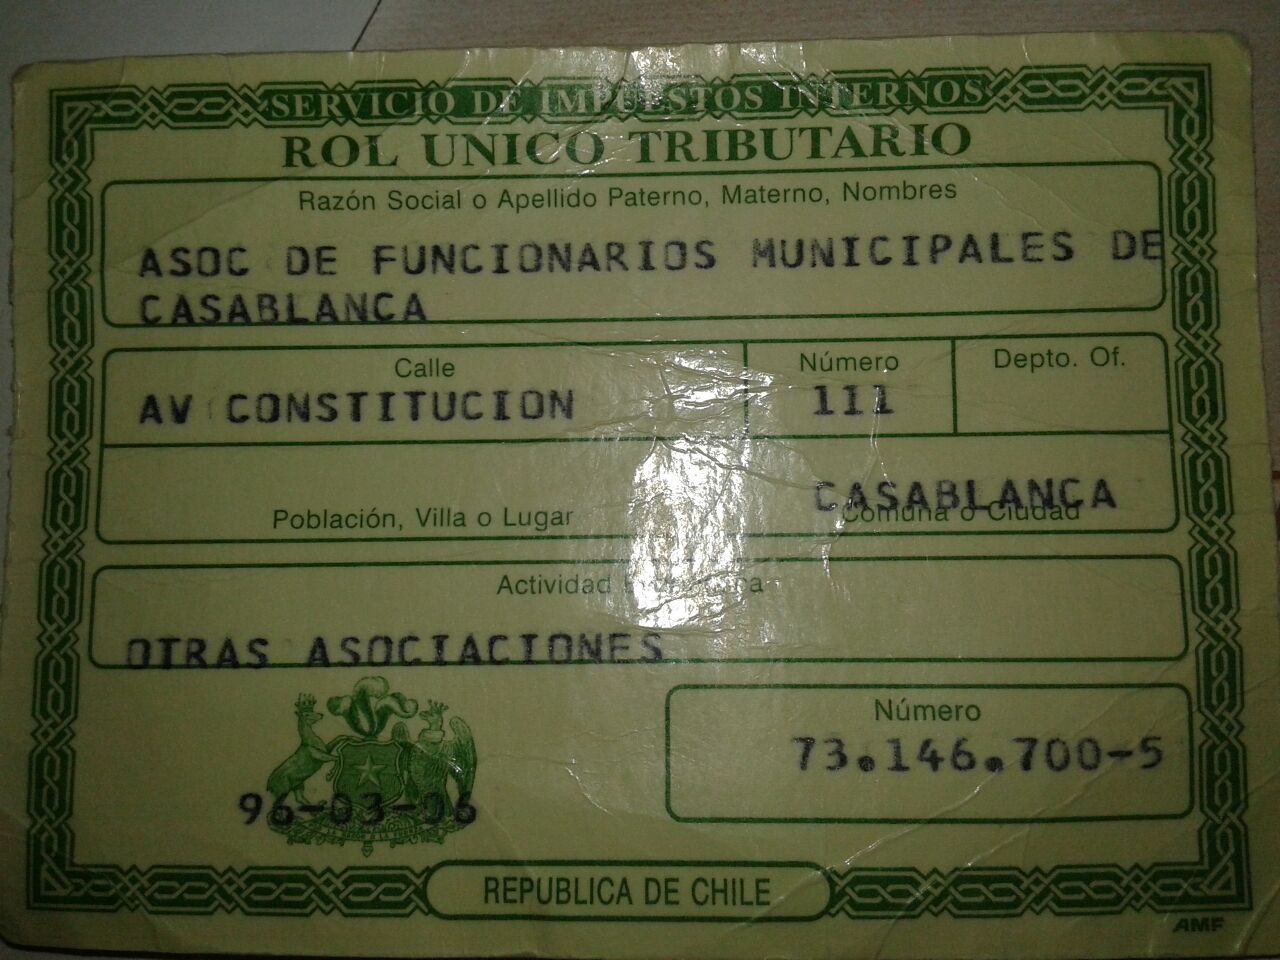 SERVICIO DE IMPUESTOS INTERNOS
ROL UNICO TRIBUTARIO
Razón Social o Apellido Paterno, Materno, Nombres
ASOC DE FUNCIONARIOS MUNICIPALES DE
CASABLANCA
Calle Número Depto. Of.
AV CONSTITUCION 111
CASABLANCA
Población, Villa o Lugar Comuna o Ciudad
Actividad
OTRAS ASOCIACIONES
Número
73.146.700-5
96-03-06
REPUBLICA DE CHILE
AMF